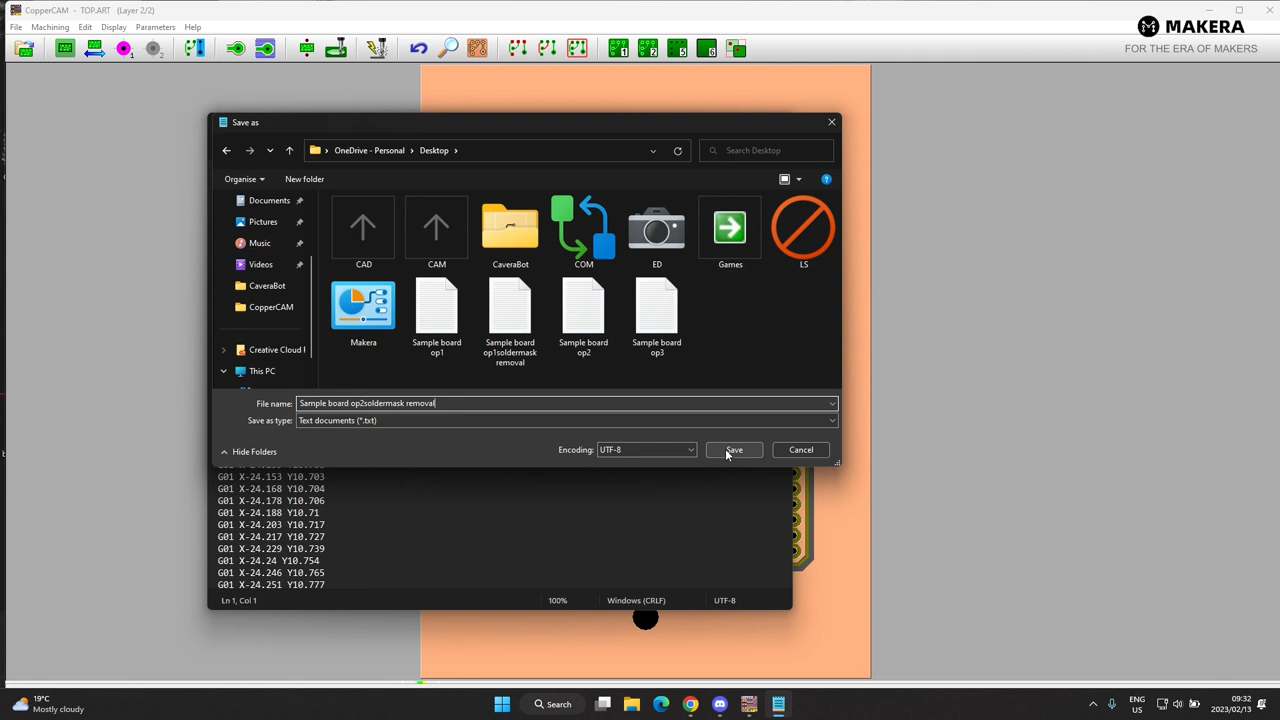 CopperCAM - TOP.ART (Layer 2/2)
File Machining Edit Display Parameters Help
MAKERA
FOR THE ERA OF MAKERS
1 2 1 2 5 6
Save as
OneDrive - Personal > Desktop >
Search Desktop
Organise New folder
Documents
Pictures
Music
Videos
CaveraBot
CopperCAM
Creative Cloud F
This PC
CAD CAM CaveraBot COM ED Games LS
Makera
Sample board op1
Sample board op1soldermask removal
Sample board op2
Sample board op3
File name: Sample board op2soldermask removal
Save as type: Text documents (*.txt)
Hide Folders Encoding: UTF-8 Save Cancel
G01 X-24.153 Y10.703
G01 X-24.168 Y10.704
G01 X-24.178 Y10.706
G01 X-24.188 Y10.71
G01 X-24.203 Y10.717
G01 X-24.217 Y10.727
G01 X-24.229 Y10.739
G01 X-24.24 Y10.754
G01 X-24.246 Y10.765
G01 X-24.251 Y10.777
Ln 1, Col 1 100% Windows (CRLF) UTF-8
19°C
Mostly cloudy
Search
ENG
US
09:32
2023/02/13